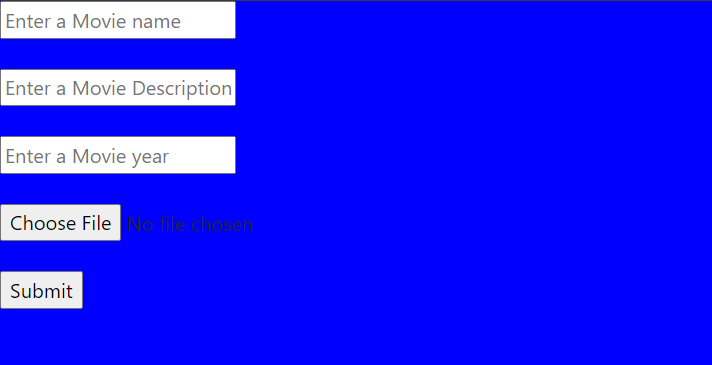 Enter a Movie name
Enter a Movie Description
Enter a Movie year
Choose File No file chosen
Submit